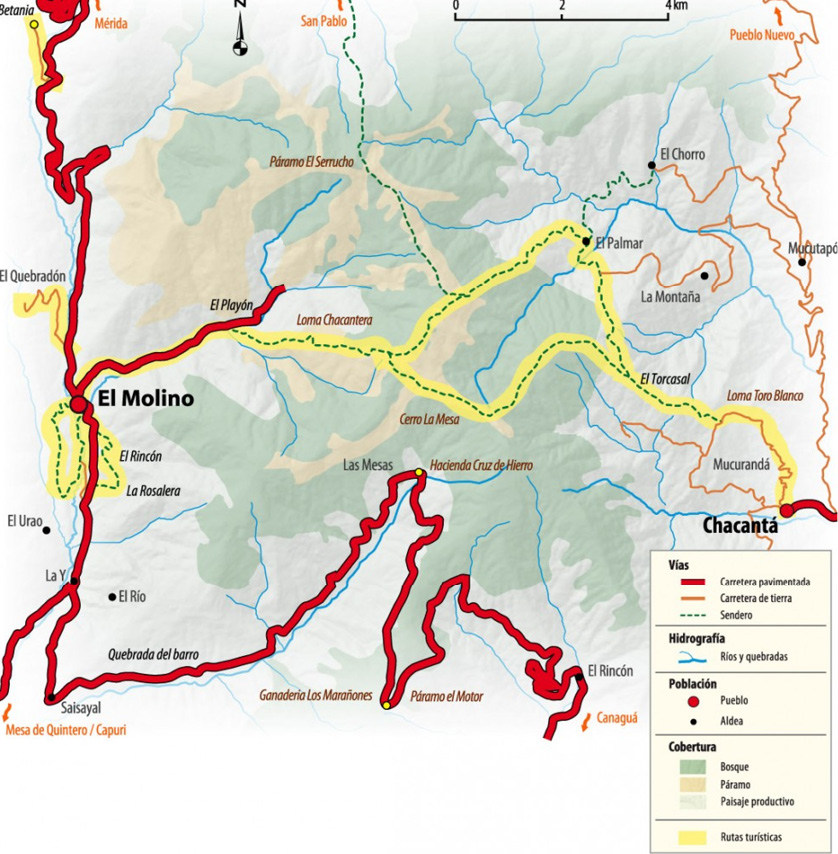 Betania
Mérida
N
San Pablo
0 2 4 km
Pueblo Nuevo
Páramo El Serrucho
El Chorro
El Palmar
Mucutapó
El Quebradón
La Montaña
El Playón
Loma Chacantera
El Molino
El Torcasal
Loma Toro Blanco
Cerro La Mesa
El Rincón
Las Mesas
Hacienda Cruz de Hierro
Mucurandá
La Rosalera
El Urao
Chacantá
La Y
El Río
Quebrada del barro
El Rincón
Ganaderia Los Marañones
Páramo el Motor
Saisayal
Canaguá
Mesa de Quintero / Capuri
Vías
Carretera pavimentada
Carretera de tierra
Sendero
Hidrografía
Ríos y quebradas
Población
Pueblo
Aldea
Cobertura
Bosque
Páramo
Paisaje productivo
Rutas turísticas